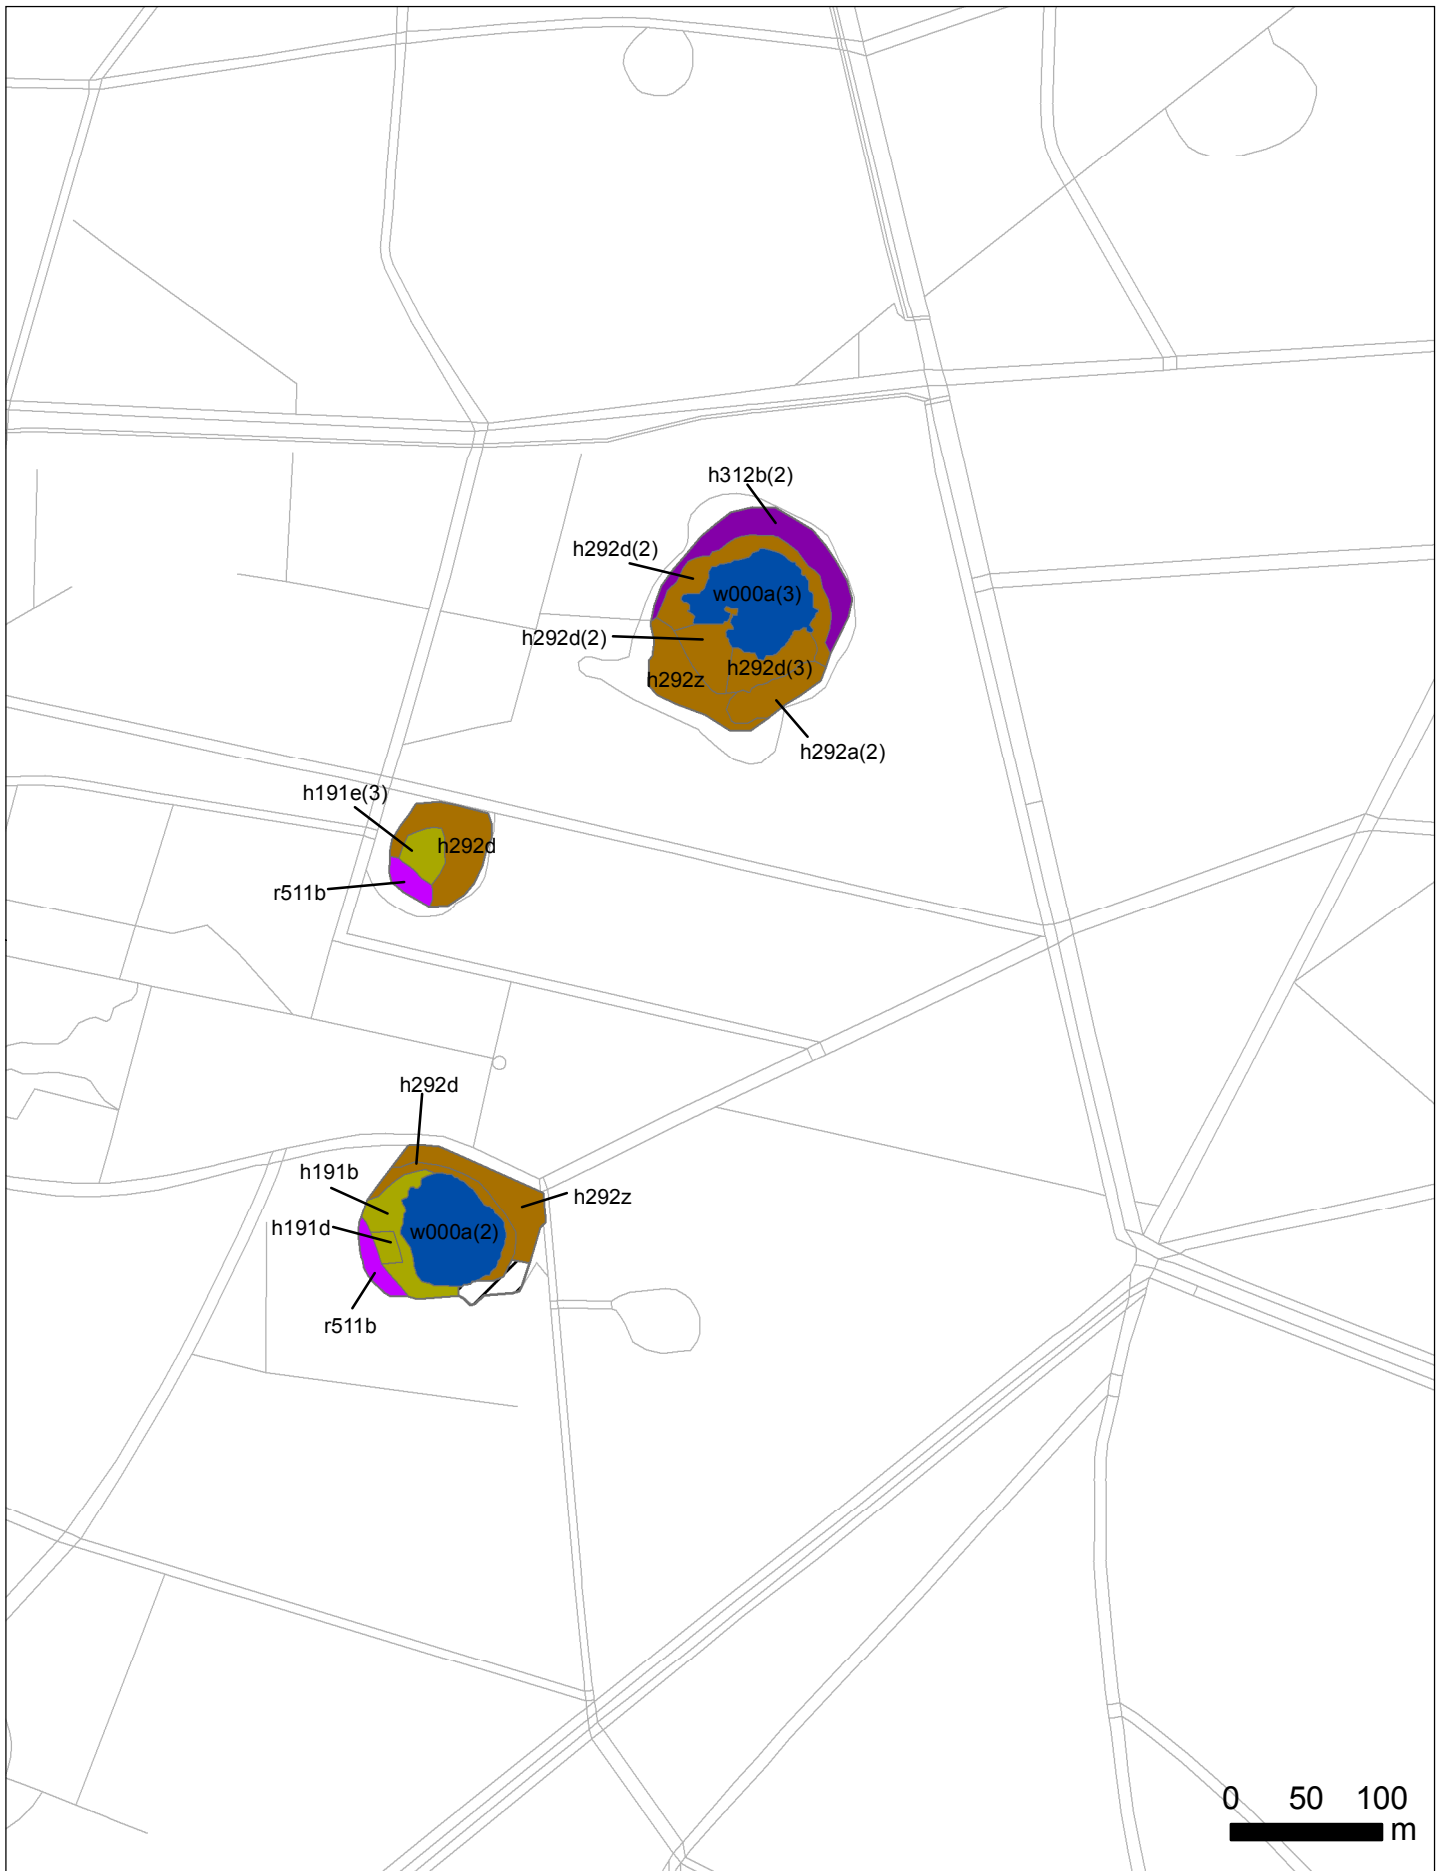 h312b(2)
h292d(2)
w000a(3)
h292d(2)
h292d(3)
h292z
h292a(2)
h191e(3)
h292d
r511b
h292d
h191b
h292z
h191d
w000a(2)
r511b
0 50 100
m